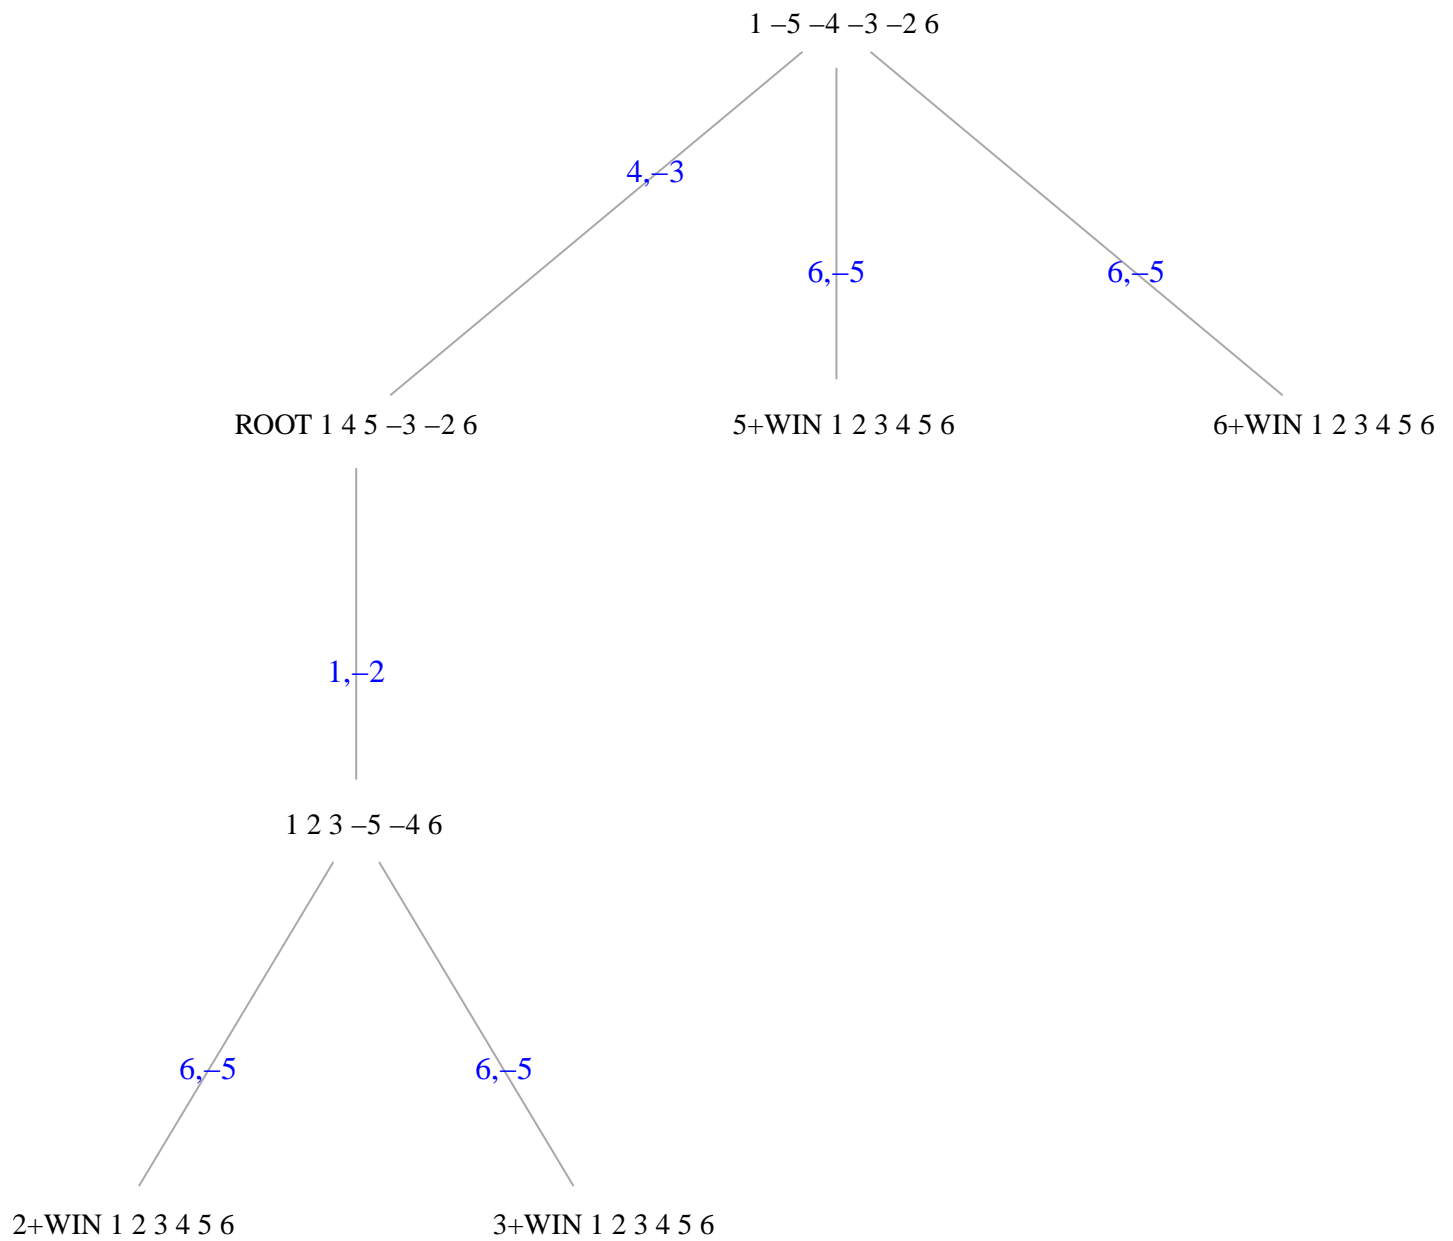 1 –5 –4 –3 –2 6
4,–3
6,–5
6,–5
ROOT 1 4 5 –3 –2 6
5+WIN 1 2 3 4 5 6
6+WIN 1 2 3 4 5 6
1,–2
1 2 3 –5 –4 6
6,–5
6,–5
2+WIN 1 2 3 4 5 6
3+WIN 1 2 3 4 5 6